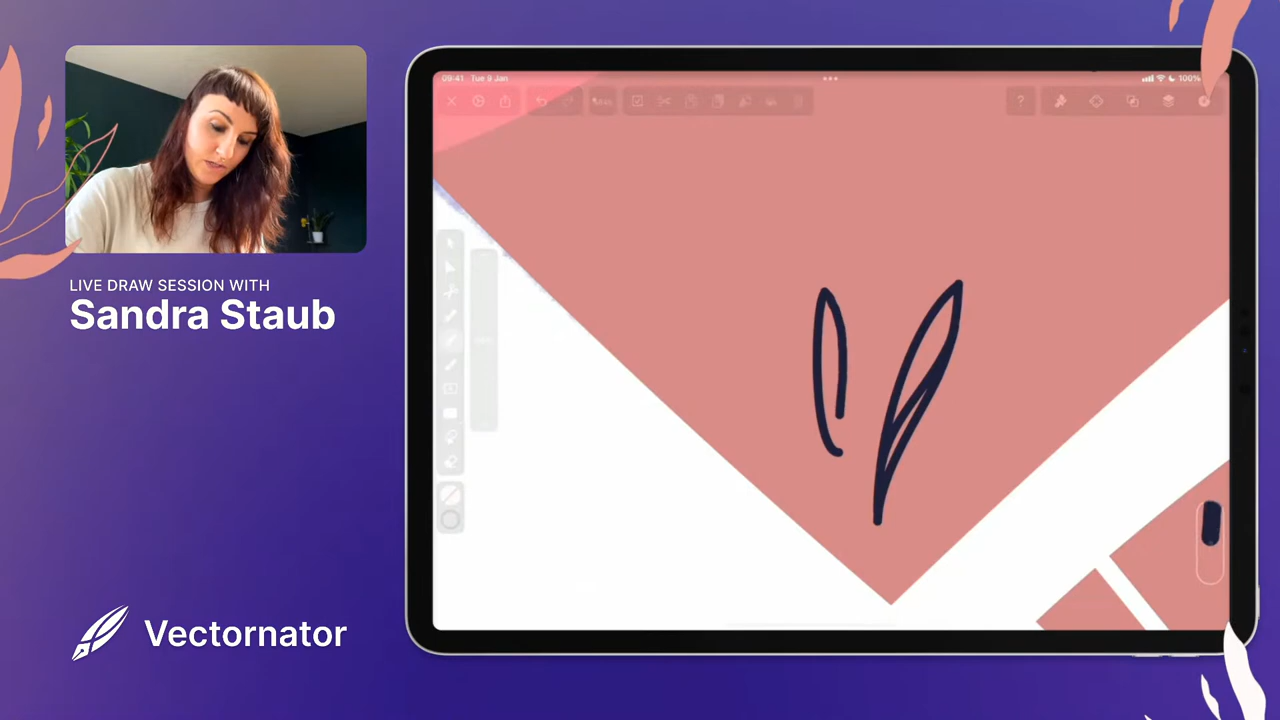 09:41 Tue 9 Jan
100%
?
LIVE DRAW SESSION WITH
Sandra Staub
Vectornator